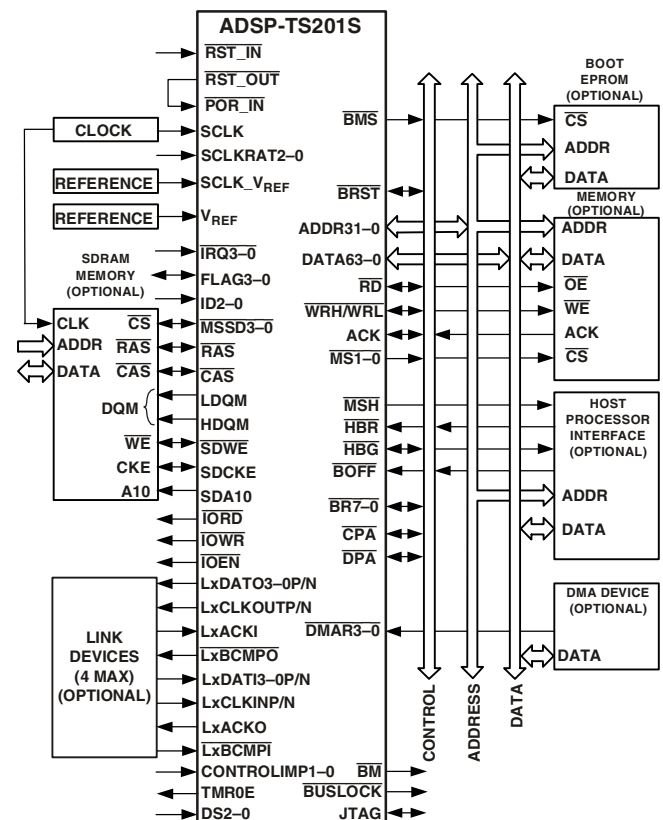 ADSP-TS201S
RST_IN
RST_OUT
POR_IN
CLOCK
SCLK
SCLKRAT2–0
REFERENCE
SCLK_VREF
REFERENCE
VREF
IRQ3–0
SDRAM
MEMORY
(OPTIONAL)
FLAG3–0
ID2–0
CLK
CS
MSSD3–0
ADDR
RAS
RAS
DATA
CAS
CAS
DQM
LDQM
HDQM
WE
SDWE
CKE
SDCKE
A10
SDA10
IORD
IOWR
IOEN
LINK
DEVICES
(4 MAX)
(OPTIONAL)
LxDATO3–0P/N
LxCLKOUTP/N
LxACKI
LxBCMPO
LxDATI3–0P/N
LxCLKINP/N
LxACKO
LxBCMPI
CONTROLIMP1–0
TMR0E
DS2–0
BMS
BRST
ADDR31–0
DATA63–0
RD
WRH/WRL
ACK
MS1–0
MSH
HBR
HBG
BOFF
BR7–0
CPA
DPA
DMAR3–0
BM
BUSLOCK
JTAG
CONTROL
ADDRESS
DATA
BOOT
EPROM
(OPTIONAL)
CS
ADDR
DATA
MEMORY
(OPTIONAL)
ADDR
DATA
OE
WE
ACK
CS
HOST
PROCESSOR
INTERFACE
(OPTIONAL)
ADDR
DATA
DMA DEVICE
(OPTIONAL)
DATA